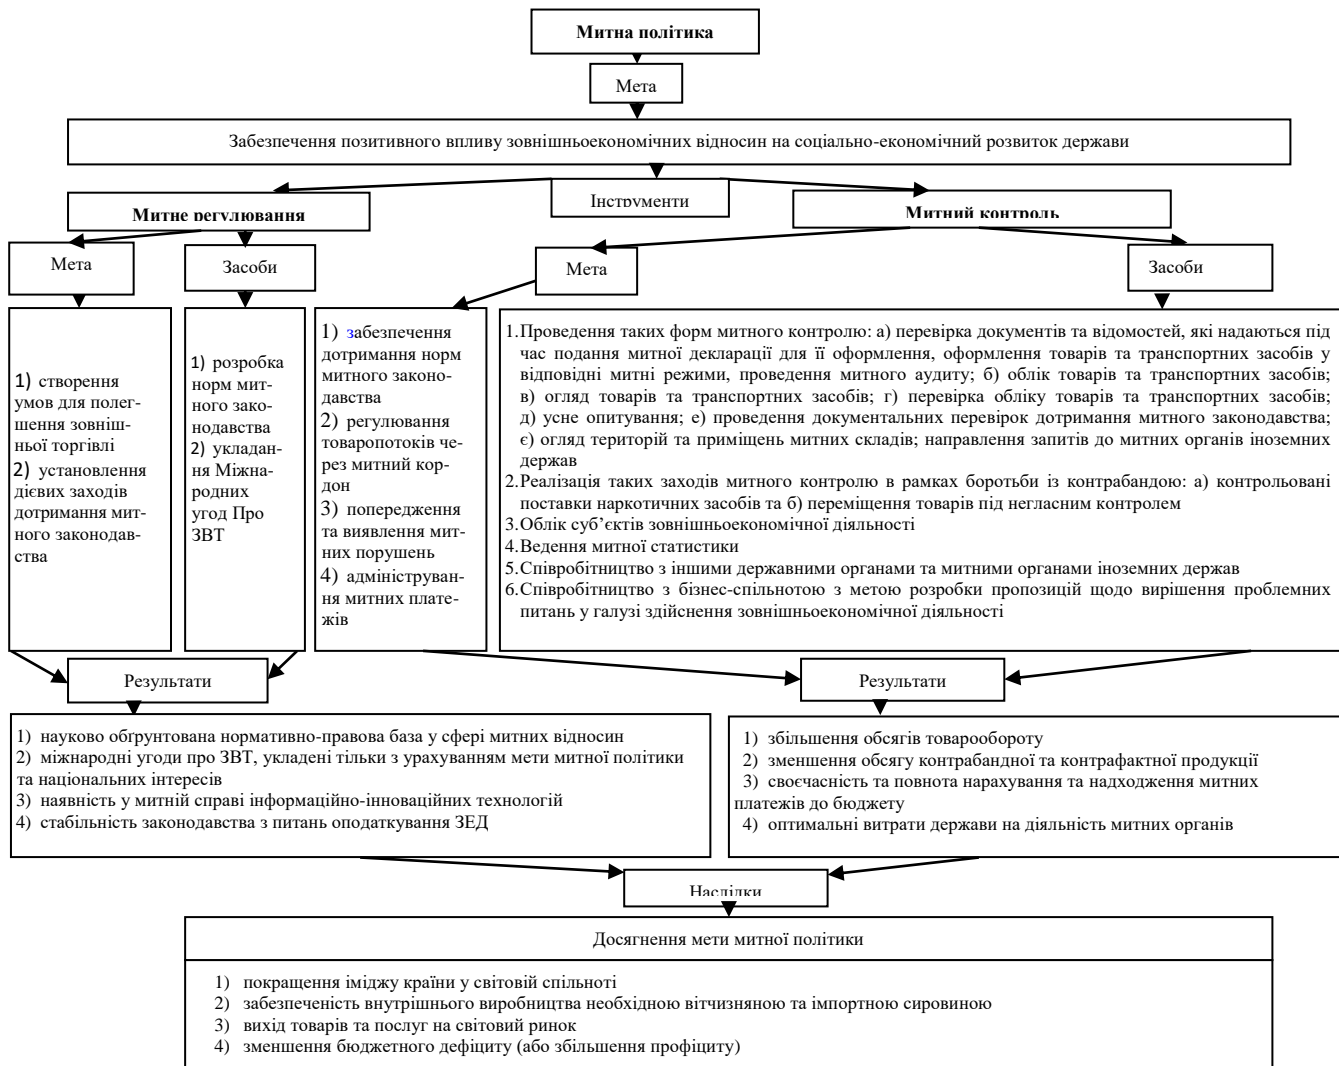 Митна політика
Мета
Забезпечення позитивного впливу зовнішньоекономічних відносин на соціально-економічний розвиток держави
Інструменти
Митне регулювання
Митний контроль
Мета
Засоби
Мета
Засоби
1) створення
умов для полег-
шення зовніш-
ньої торгівлі
2) установлення
дієвих заходів
дотримання мит-
ного законодав-
ства
1) розробка
норм мит-
ного зако-
нодавства
2) укладан-
ня Міжна-
родних
угод Про
ЗВТ
1) забезпечення
дотримання норм
митного законо-
давства
2) регулювання
товаропотоків че-
рез митний кор-
дон
3) попередження
та виявлення мит-
них порушень
4) адмініструван-
ня митних плате-
жів
1.Проведення таких форм митного контролю: а) перевірка документів та відомостей, які надаються під
час подання митної декларації для її оформлення, оформлення товарів та транспортних засобів у
відповідні митні режими, проведення митного аудиту; б) облік товарів та транспортних засобів;
в) огляд товарів та транспортних засобів; г) перевірка обліку товарів та транспортних засобів;
д) усне опитування; е) проведення документальних перевірок дотримання митного законодавства;
є) огляд територій та приміщень митних складів; направлення запитів до митних органів іноземних
держав
2.Реалізація таких заходів митного контролю в рамках боротьби із контрабандою: а) контрольовані
поставки наркотичних засобів та б) переміщення товарів під негласним контролем
3.Облік суб’єктів зовнішньоекономічної діяльності
4.Ведення митної статистики
5.Співробітництво з іншими державними органами та митними органами іноземних держав
6.Співробітництво з бізнес-спільнотою з метою розробки пропозицій щодо вирішення проблемних
питань у галузі здійснення зовнішньоекономічної діяльності
Результати
Результати
1) науково обґрунтована нормативно-правова база у сфері митних відносин
2) міжнародні угоди про ЗВТ, укладені тільки з урахуванням мети митної політики
та національних інтересів
3) наявність у митній справі інформаційно-інноваційних технологій
4) стабільність законодавства з питань оподаткування ЗЕД
1) збільшення обсягів товарообороту
2) зменшення обсягу контрабандної та контрафактної продукції
3) своєчасність та повнота нарахування та надходження митних
платежів до бюджету
4) оптимальні витрати держави на діяльність митних органів
Наслідки
Досягнення мети митної політики
1) покращення іміджу країни у світовій спільноті
2) забезпеченість внутрішнього виробництва необхідною вітчизняною та імпортною сировиною
3) вихід товарів та послуг на світовий ринок
4) зменшення бюджетного дефіциту (або збільшення профіциту)